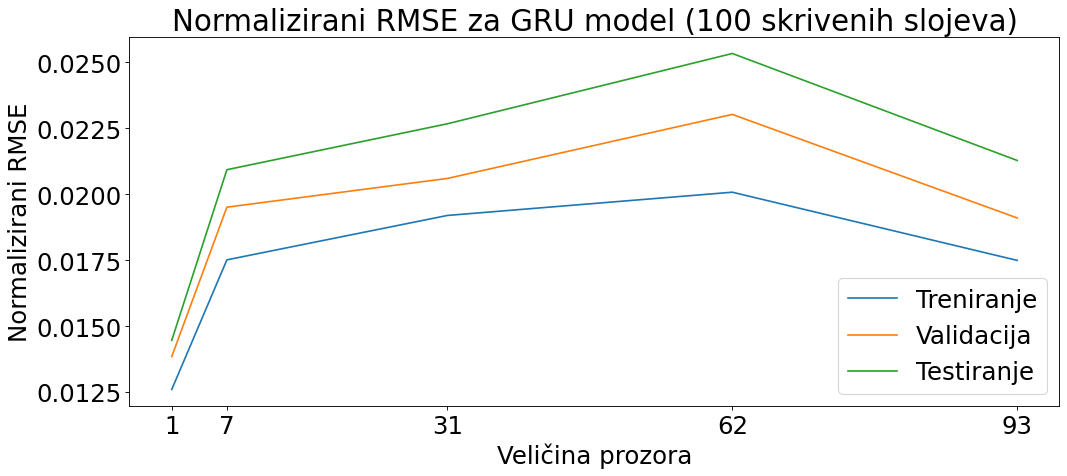 Normalizirani RMSE za GRU model (100 skrivenih slojeva)
Normalizirani RMSE
0.0250
0.0225
0.0200
0.0175
0.0150
0.0125
Treniranje
Validacija
Testiranje
1 7 31 62 93
Veličina prozora